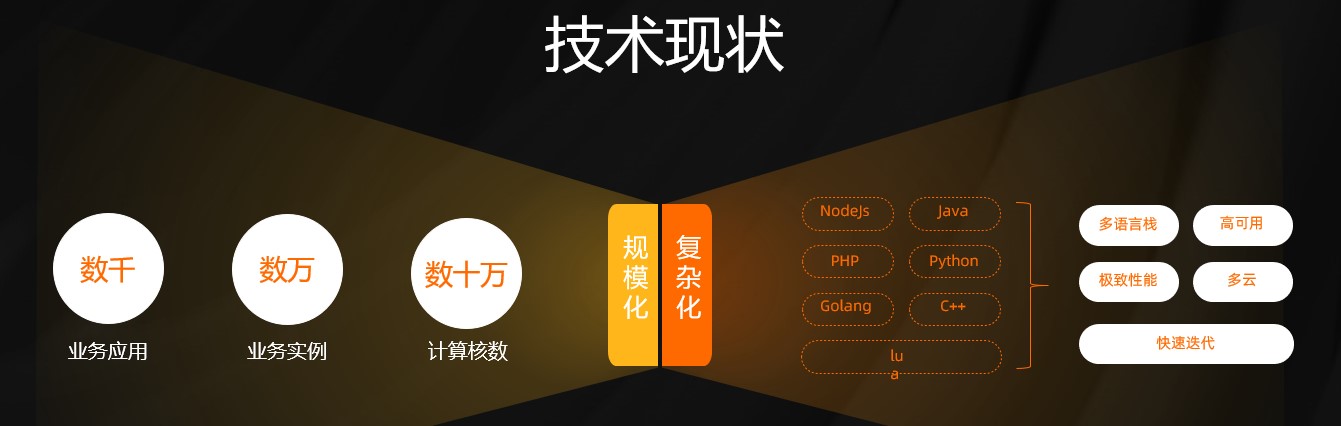 技术现状
数千
业务应用
数万
业务实例
数十万
计算核数
规模化
复杂化
NodeJs
Java
PHP
Python
Golang
C++
lu
a
多语言栈
高可用
极致性能
多云
快速迭代